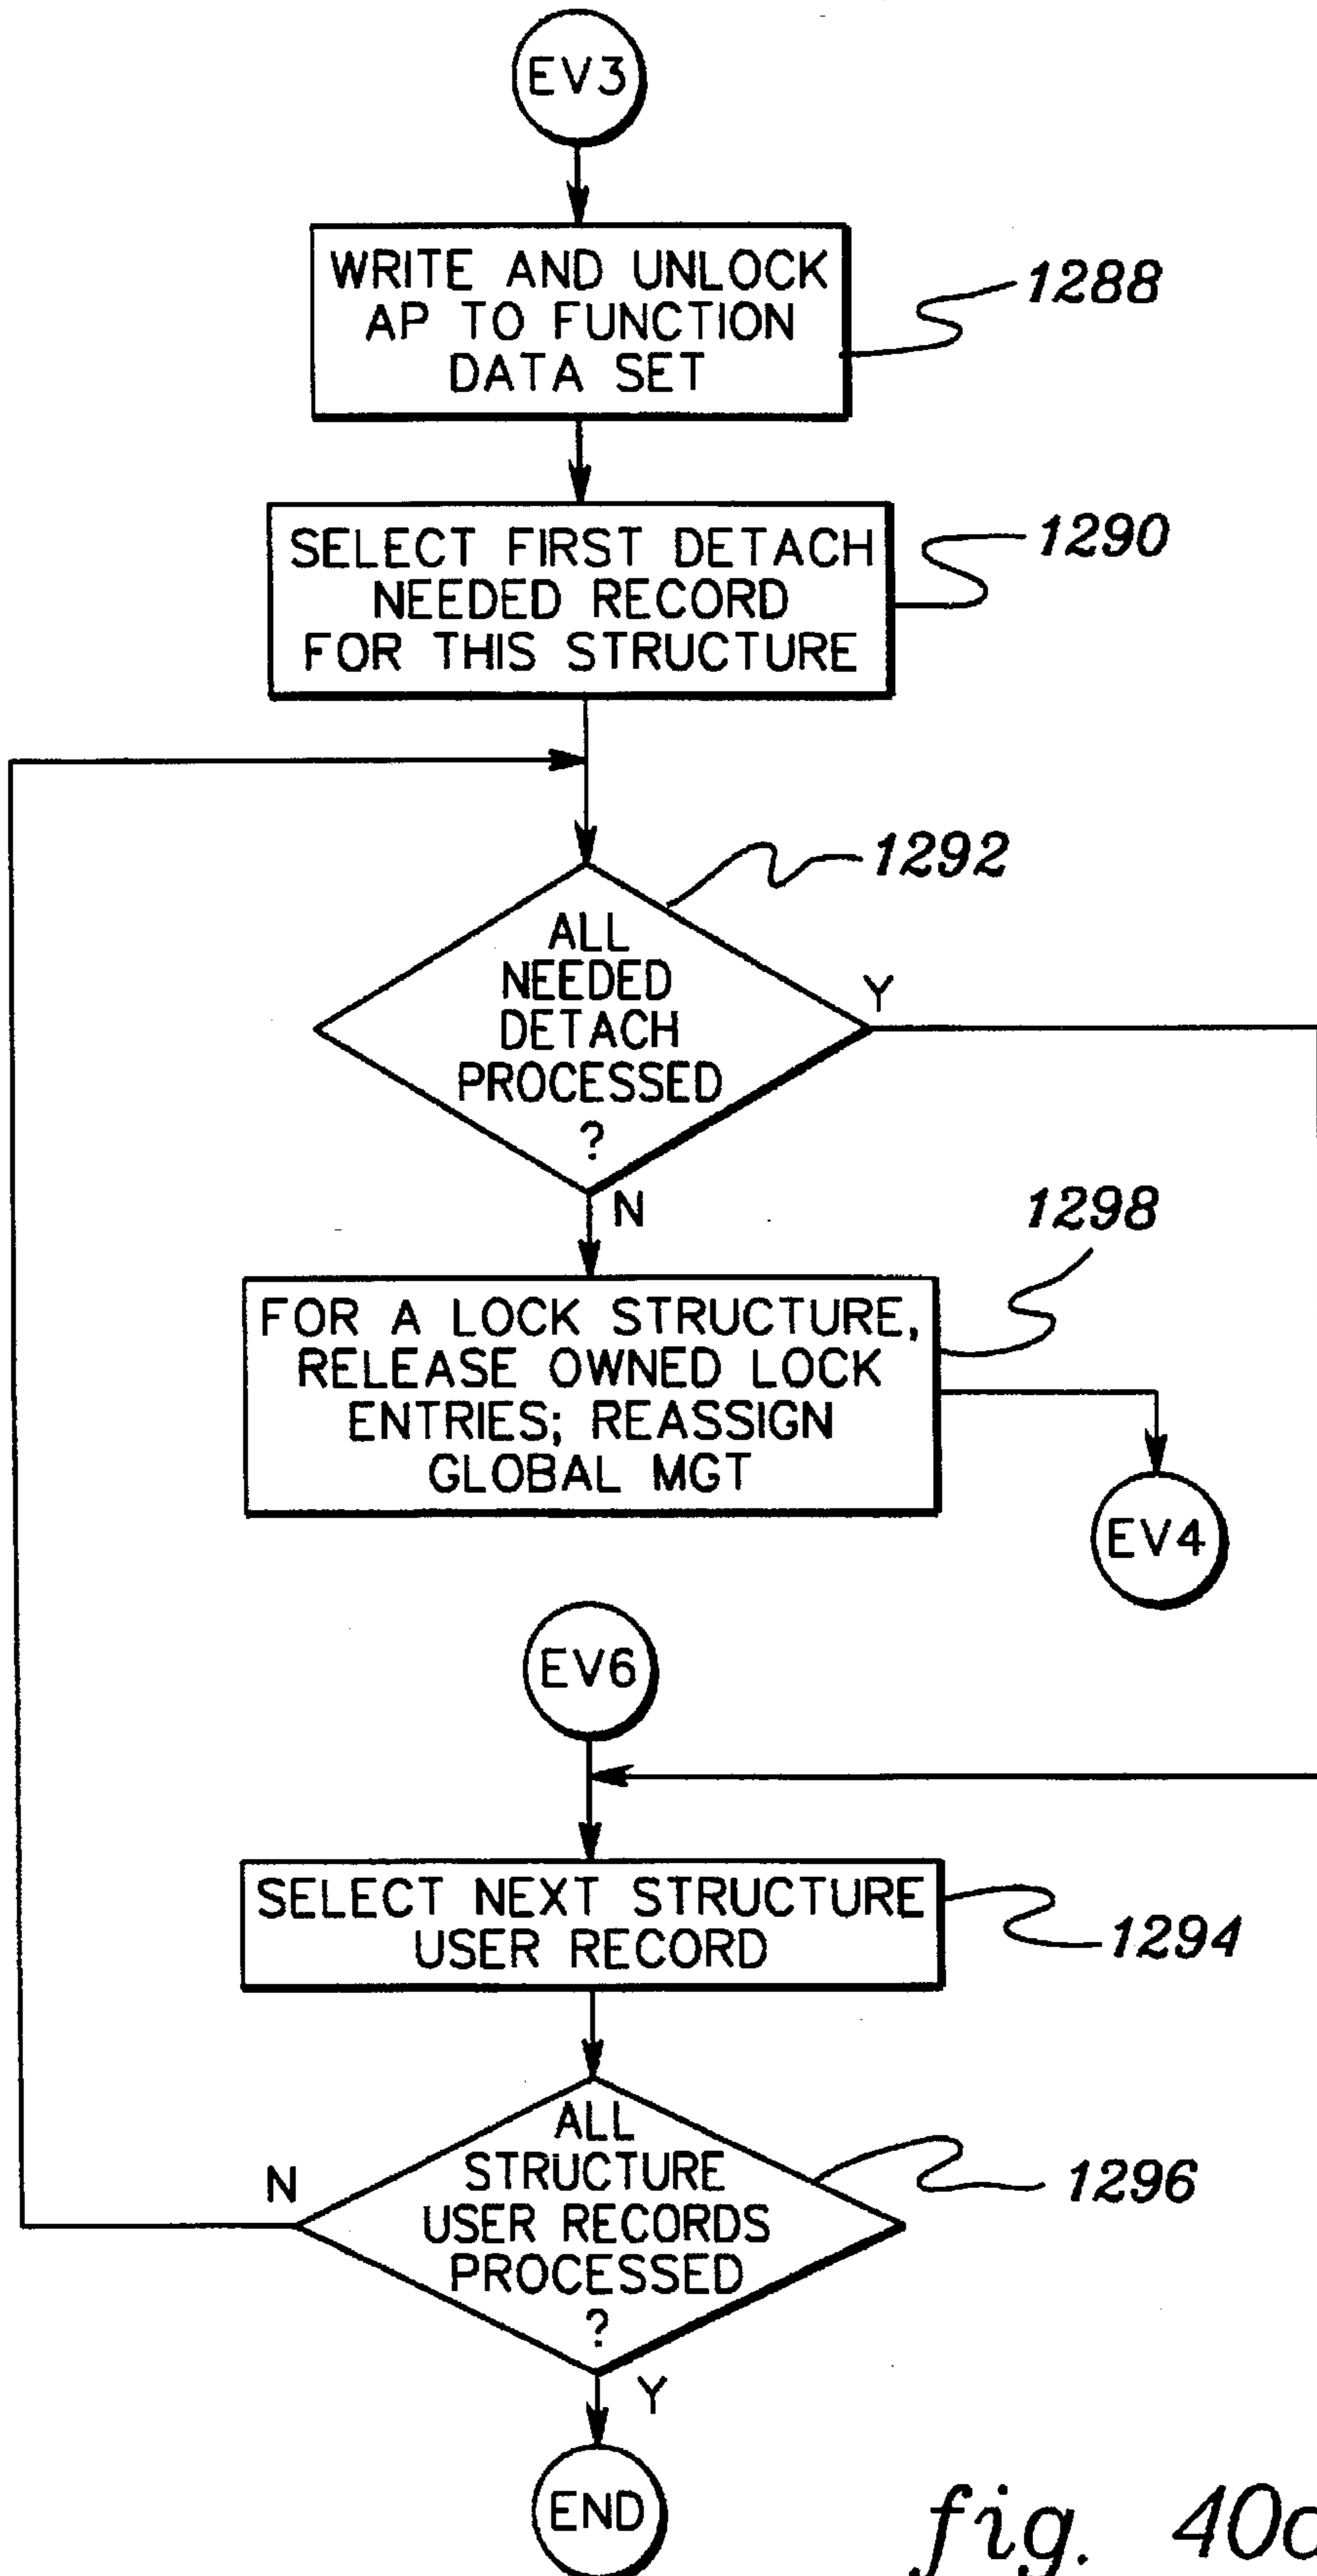 EV3
WRITE AND UNLOCK
AP TO FUNCTION
DATA SET
1288
SELECT FIRST DETACH
NEEDED RECORD
FOR THIS STRUCTURE
1290
1292
ALL
NEEDED
DETACH
PROCESSED
?
Y
N
1298
FOR A LOCK STRUCTURE,
RELEASE OWNED LOCK
ENTRIES; REASSIGN
GLOBAL MGT
EV4
EV6
SELECT NEXT STRUCTURE
USER RECORD
1294
ALL
STRUCTURE
USER RECORDS
PROCESSED
?
1296
N
Y
END
fig.